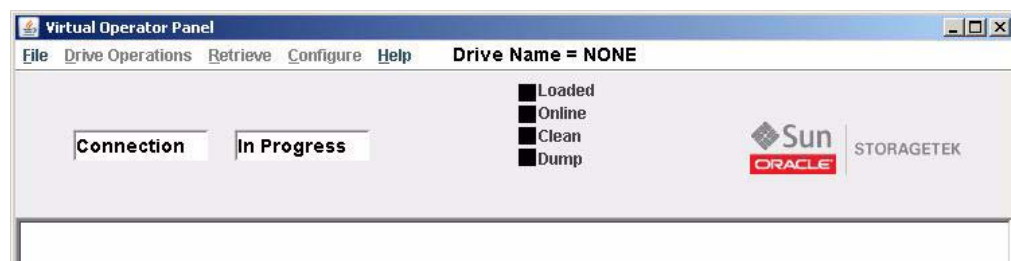 Virtual Operator Panel
File Drive Operations Retrieve Configure Help Drive Name = NONE
Loaded
Online
Clean
Dump
Connection In Progress
Sun
ORACLE
STORAGETEK